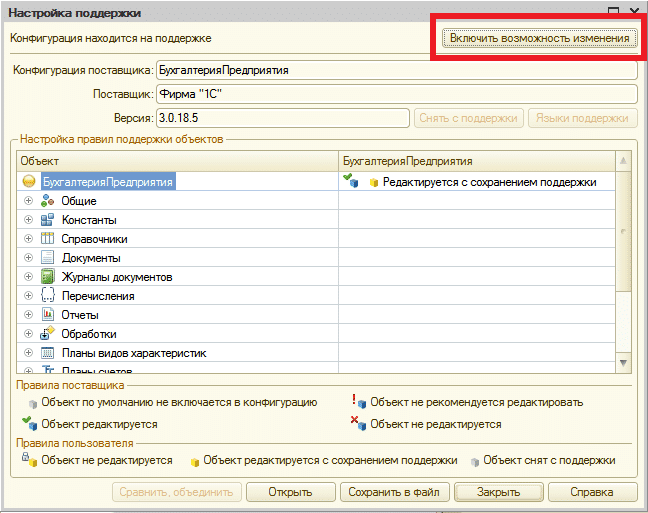 Настройка поддержки
Конфигурация находится на поддержке
Включить возможность изменения
Конфигурация поставщика: БухгалтерияПредприятия
Поставщик: Фирма "1С"
Версия: 3.0.18.5 Снять с поддержки Языки поддержки
Настройка правил поддержки объектов
Объект БухгалтерияПредприятия
БухгалтерияПредприятия Редактируется с сохранением поддержки
Общие
Константы
Справочники
Документы
Журналы документов
Перечисления
Отчеты
Обработки
Планы видов характеристик
Планы счетов
Правила поставщика
Объект по умолчанию не включается в конфигурацию Объект не рекомендуется редактировать
Объект редактируется Объект не редактируется
Правила пользователя
Объект не редактируется Объект редактируется с сохранением поддержки Объект снят с поддержки
Сравнить, объединить Открыть Сохранить в файл Закрыть Справка